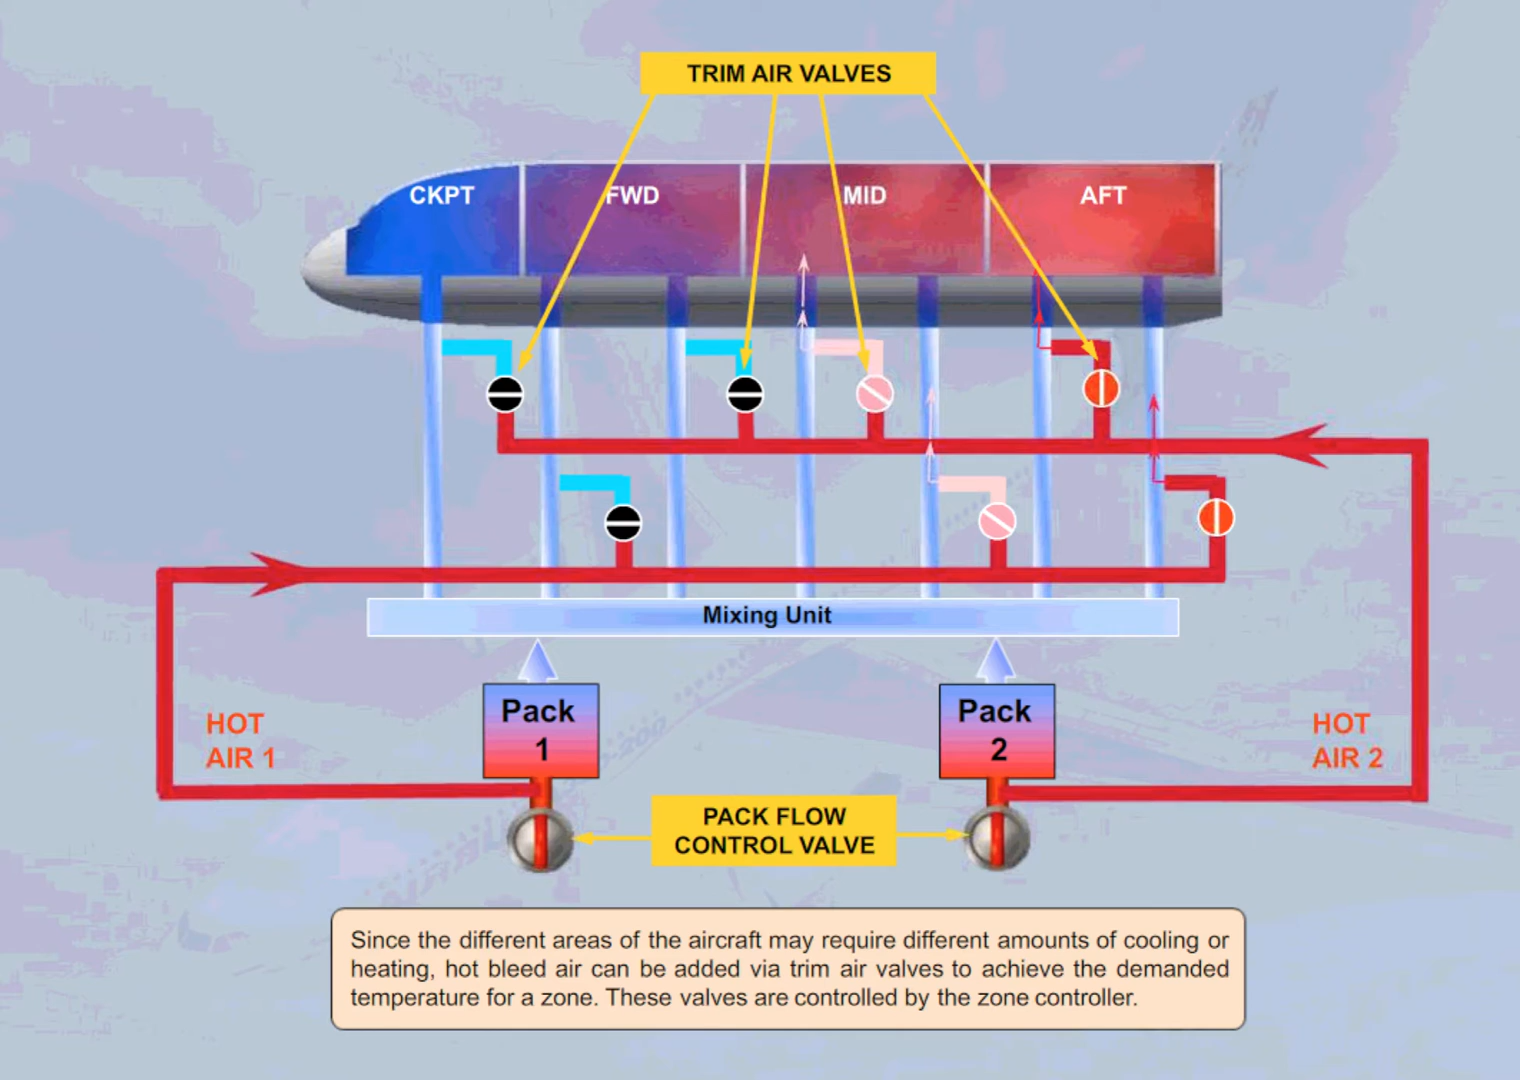 TRIM AIR VALVES
CKPT
FWD
MID
AFT
Mixing Unit
Pack
1
Pack
2
HOT
AIR 1
HOT
AIR 2
PACK FLOW
CONTROL VALVE
Since the different areas of the aircraft may require different amounts of cooling or
heating, hot bleed air can be added via trim air valves to achieve the demanded
temperature for a zone. These valves are controlled by the zone controller.